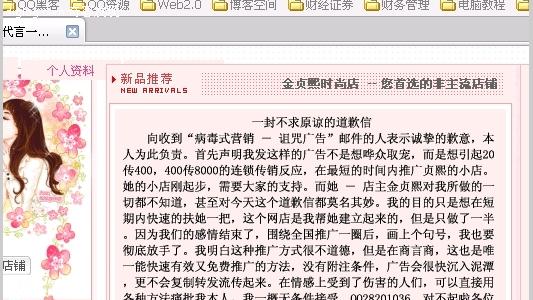 QQ黑客 QQ资源 Web2.0 博客空间 财经证券 财务管理 电脑教程
代言一...
个人资料
新品推荐
NEW ARRIVALS
金贞熙时尚店 -- 您首选的非主流店铺
一封不求原谅的道歉信
向收到“病毒式营销 — 诅咒广告”邮件的人表示诚挚的歉意，本
人为此负责。首先声明我发这样的广告不是想哗众取宠，而是想引起20
传400，400传8000的连锁传销反应，在最短的时间内推广贞熙的小店。
她的小店刚起步，需要大家的支持。而她 — 店主金贞熙对我所做的一
切都不知道，甚至对今天这个道歉信都莫名其妙。我的目的只是想在短
期内快速的扶她一把，这个网店是我帮她建立起来的，但是只做了一半
。因为我们的感情结束了，围绕全国推广一圈后，画上个句号，我也要
彻底放手了。我明白这种推广方式很不道德，但是在商言商，这也是唯
一能快速有效又免费推广的方法，没有附注条件，广告会很快沉入泥潭
，更不会复制转发流传起来。在情感上受到了伤害的人们，可以直接用
店铺
各种方法痛批我本人，我一概无条件接受。0028201036，对不起哈各位